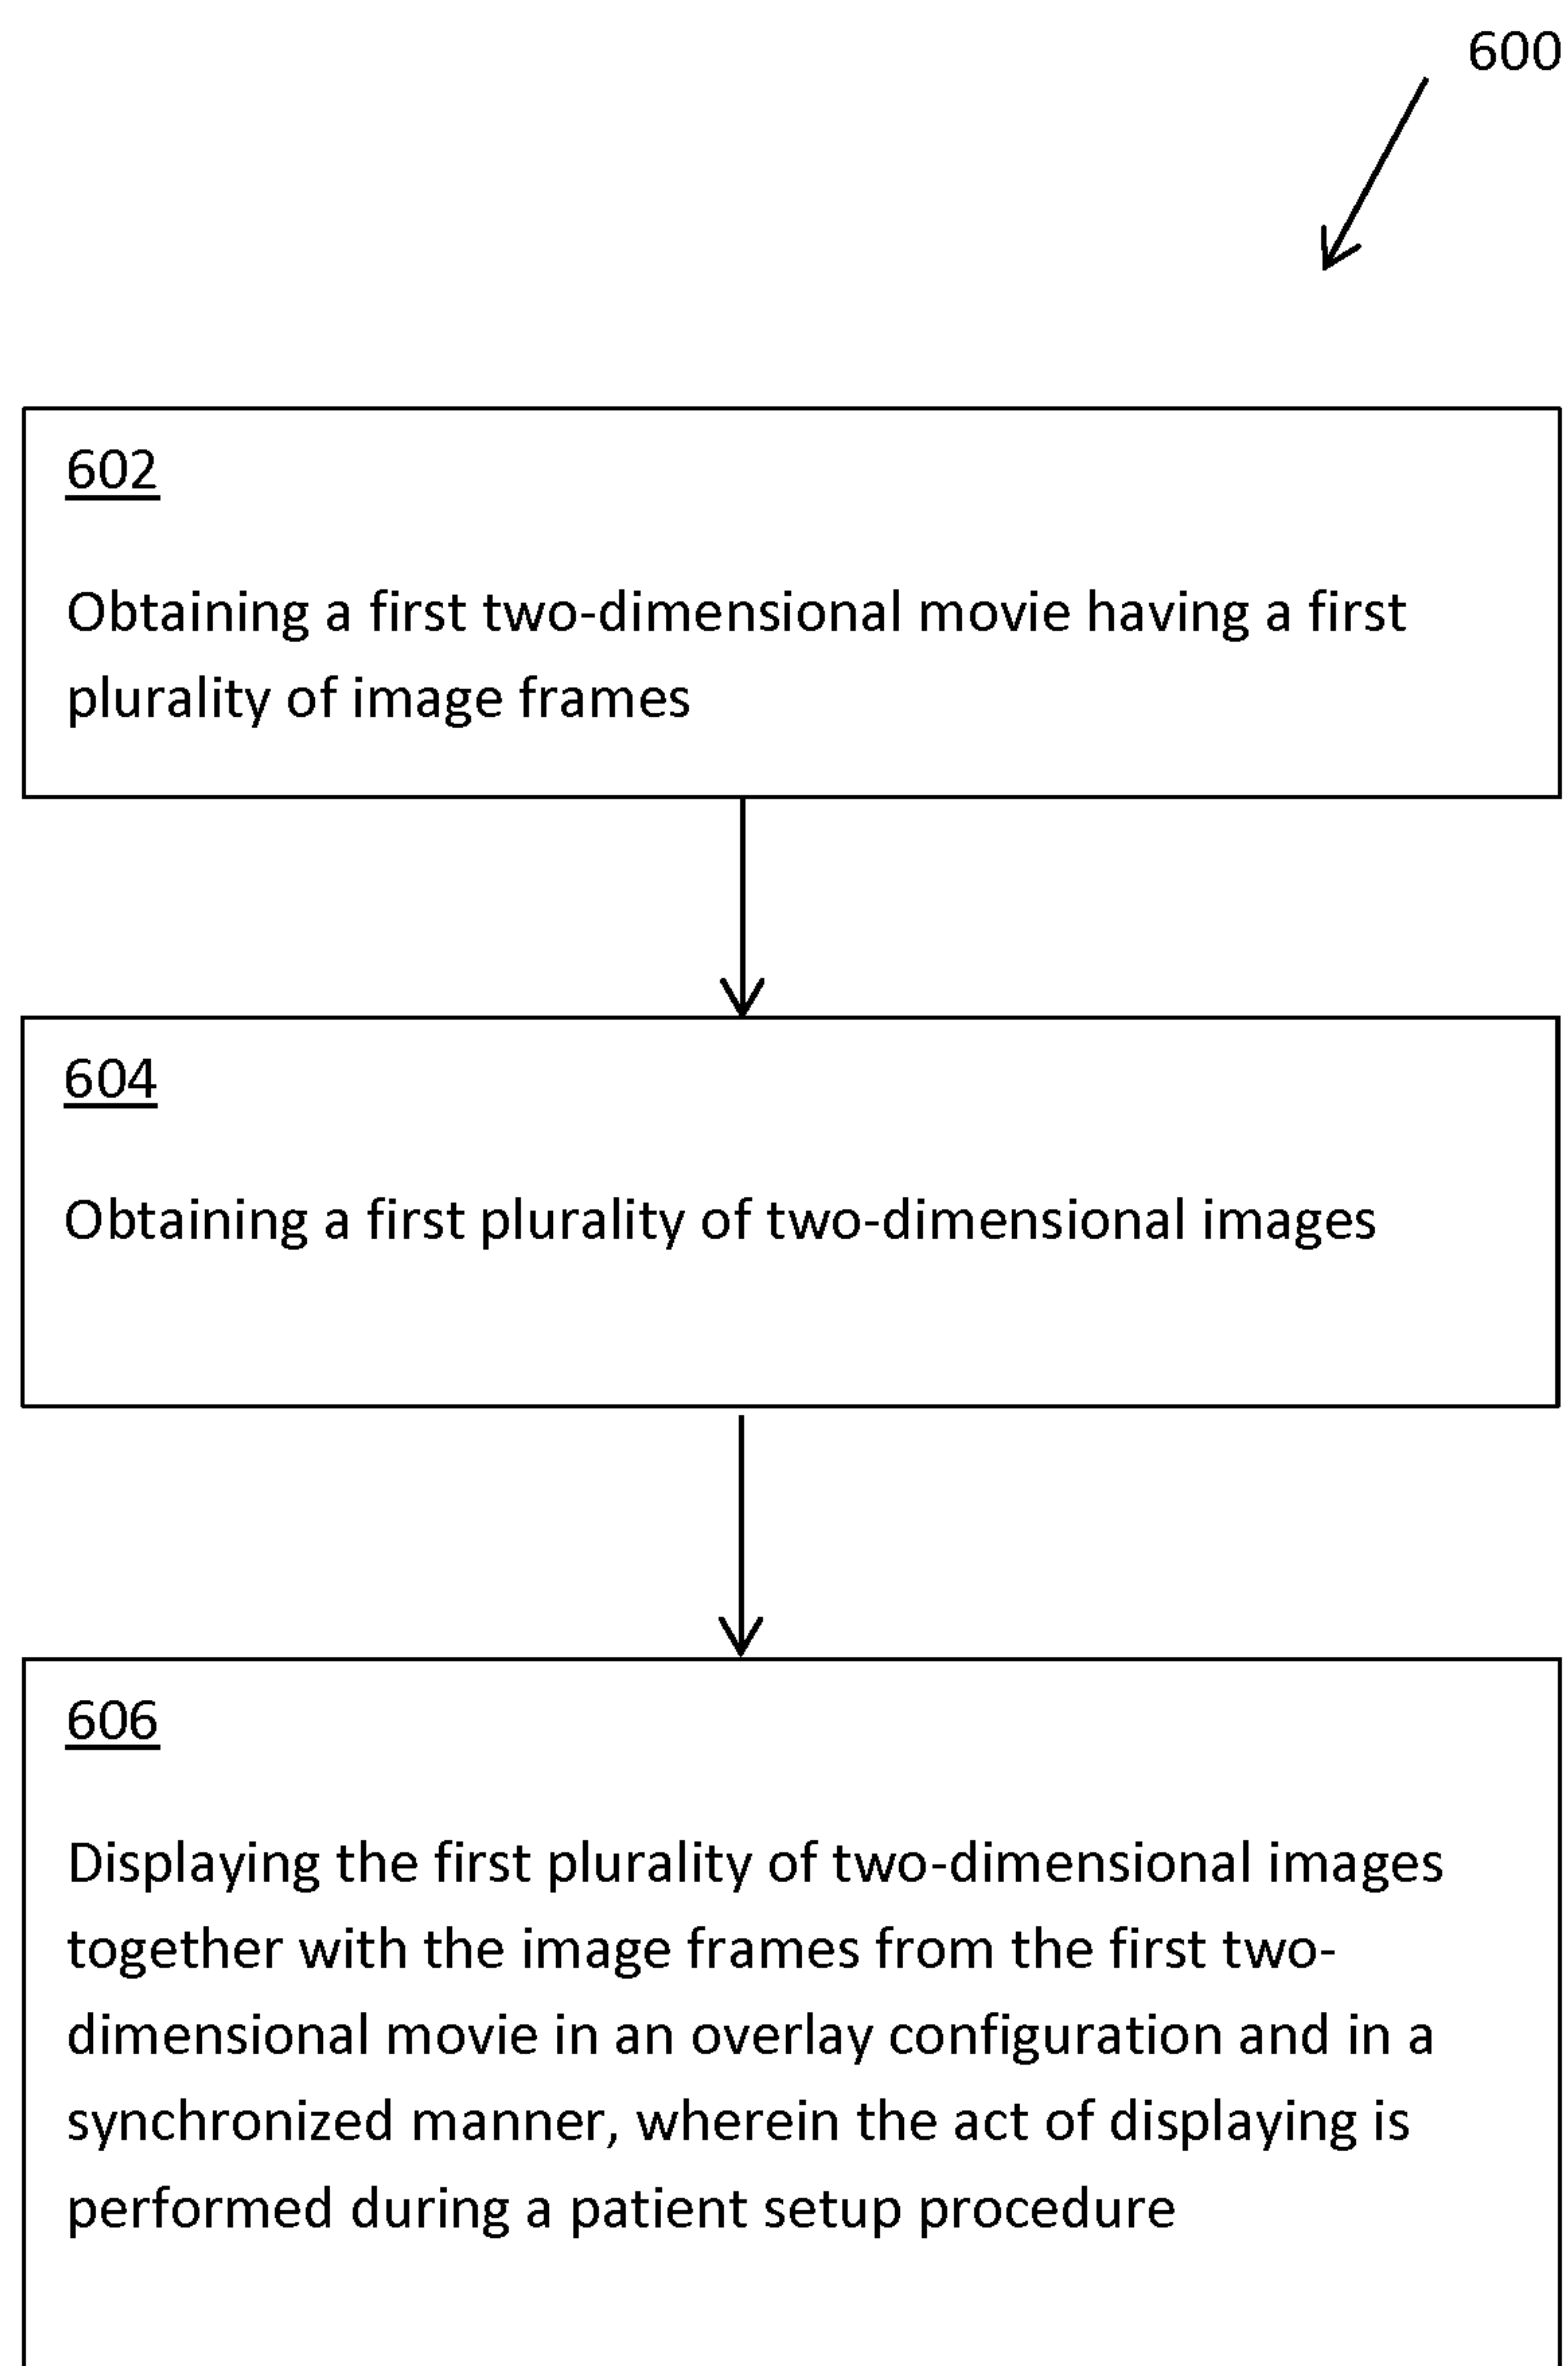 600
602
Obtaining a first two-dimensional movie having a first
plurality of image frames
604
Obtaining a first plurality of two-dimensional images
606
Displaying the first plurality of two-dimensional images
together with the image frames from the first two-
dimensional movie in an overlay configuration and in a
synchronized manner, wherein the act of displaying is
performed during a patient setup procedure